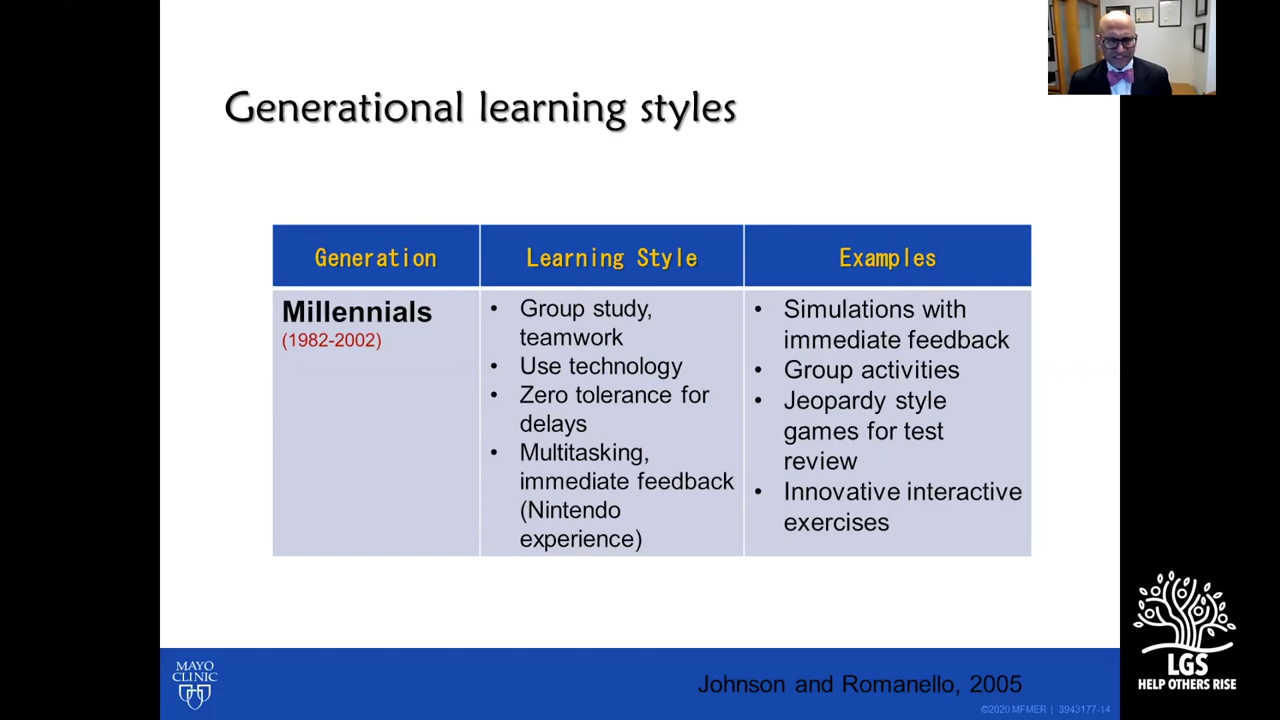 Generational learning styles
Generation
Learning Style
Examples
Millennials
(1982-2002)
• Group study,
teamwork
• Use technology
• Zero tolerance for
delays
• Multitasking,
immediate feedback
(Nintendo
experience)
• Simulations with
immediate feedback
• Group activities
• Jeopardy style
games for test
review
• Innovative interactive
exercises
MAYO
CLINIC
Johnson and Romanello, 2005
©2020 MFMER | 3943177-14
LGS
HELP OTHERS RISE